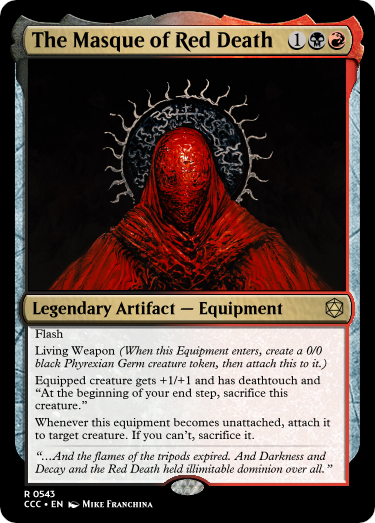 The Masque of Red Death 1
Legendary Artifact — Equipment
Flash
Living Weapon (When this Equipment enters, create a 0/0
black Phyrexian Germ creature token, then attach this to it.)
Equipped creature gets +1/+1 and has deathtouch and
“At the beginning of your end step, sacrifice this
creature.”
Whenever this equipment becomes unattached, attach it
to target creature. If you can’t, sacrifice it.
“…And the flames of the tripods expired. And Darkness and
Decay and the Red Death held illimitable dominion over all.”
R 0543
CCC • EN Mike Franchina